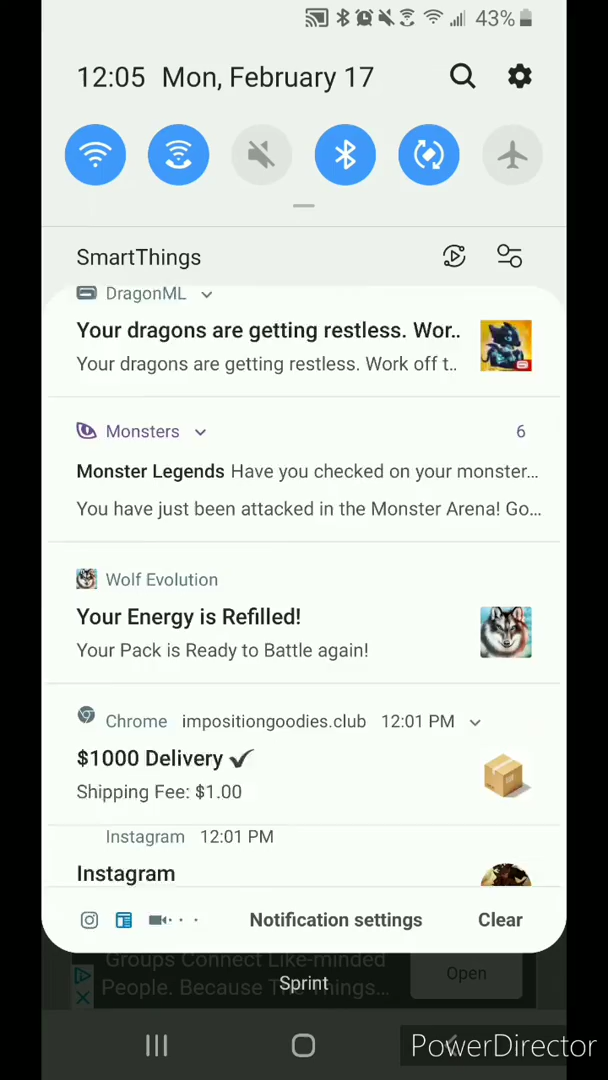 43%
12:05 Mon, February 17
SmartThings
DragonML
Your dragons are getting restless. Wor..
Your dragons are getting restless. Work off t..
Monsters 6
Monster Legends Have you checked on your monster...
You have just been attacked in the Monster Arena! Go...
Wolf Evolution
Your Energy is Refilled!
Your Pack is Ready to Battle again!
Chrome impositiongoodies.club 12:01 PM
$1000 Delivery ✓
Shipping Fee: $1.00
Instagram 12:01 PM
Instagram
Notification settings Clear
Groups Connect Like-minded
People. Because The Things...
Open
Sprint
PowerDirector